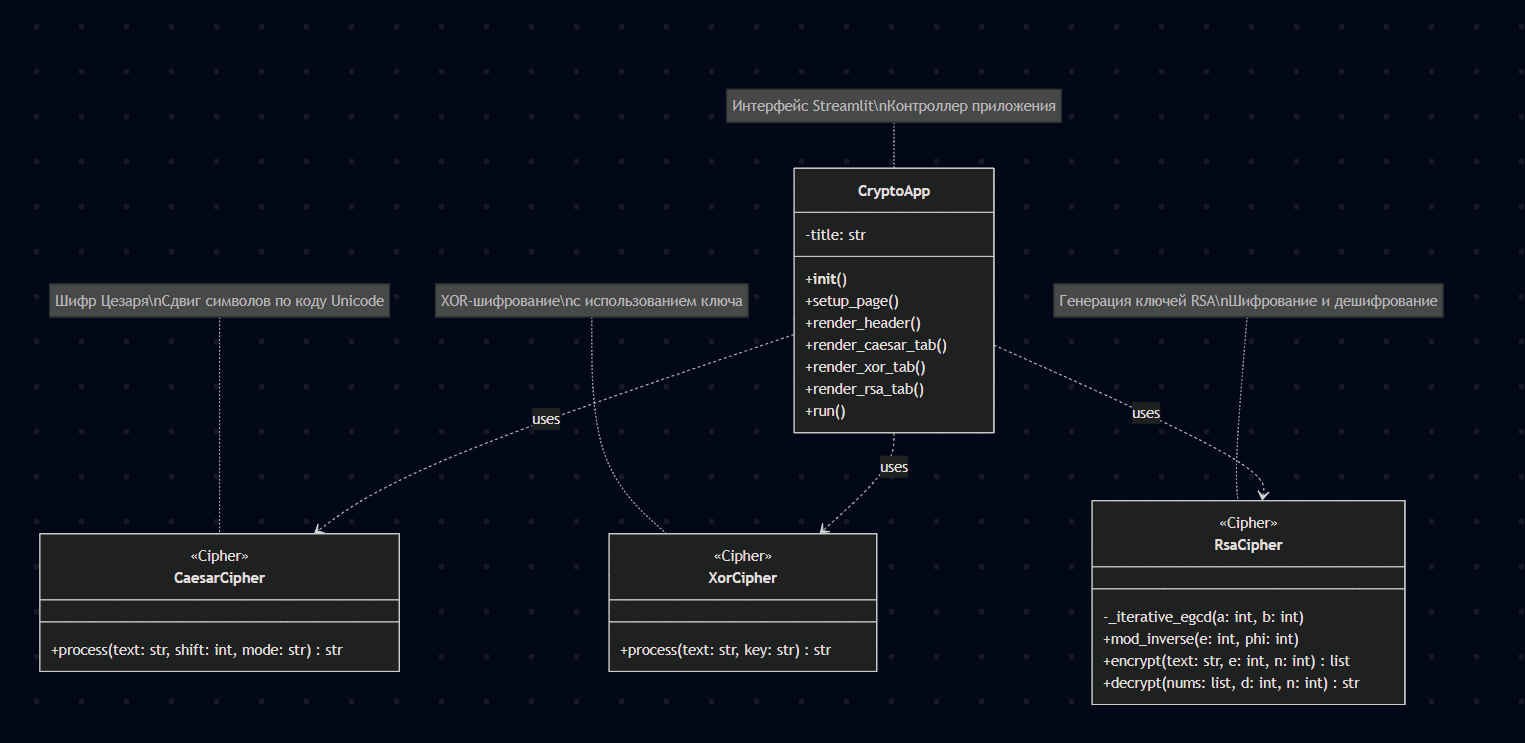 Интерфейс Streamlit\nКонтроллер приложения
CryptoApp
-title: str
+init()
+setup_page()
+render_header()
+render_caesar_tab()
+render_xor_tab()
+render_rsa_tab()
+run()
Шифр Цезаря\nСдвиг символов по коду Unicode
XOR-шифрование\nс использованием ключа
Генерация ключей RSA\nШифрование и дешифрование
uses
uses
uses
«Cipher»
CaesarCipher
+process(text: str, shift: int, mode: str) : str
«Cipher»
XorCipher
+process(text: str, key: str) : str
«Cipher»
RsaCipher
-_iterative_egcd(a: int, b: int)
+mod_inverse(e: int, phi: int)
+encrypt(text: str, e: int, n: int) : list
+decrypt(nums: list, d: int, n: int) : str